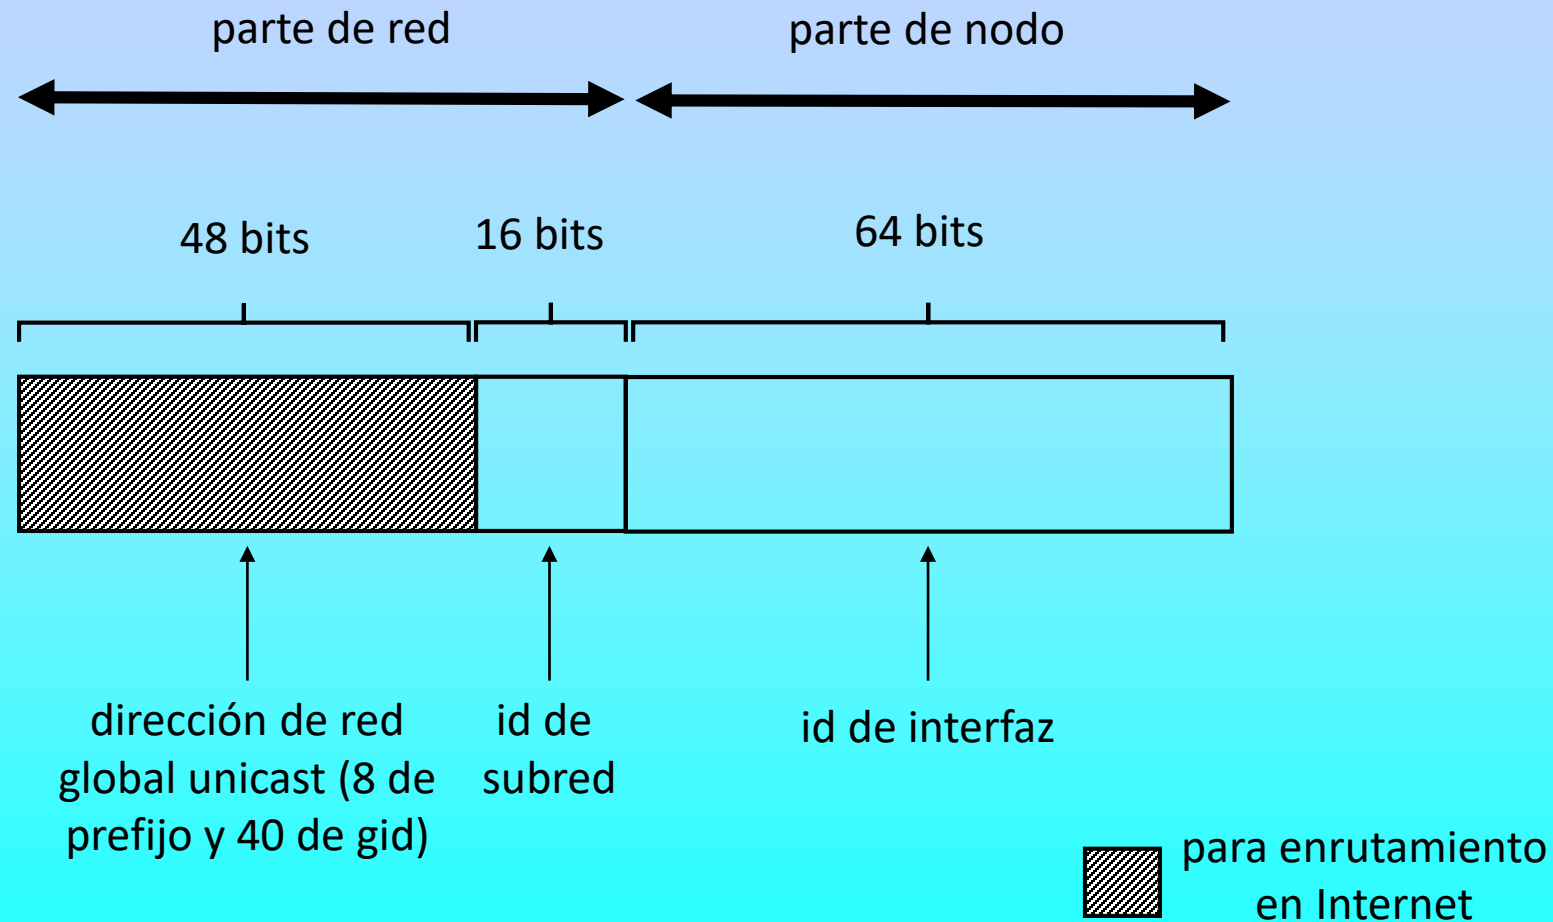 parte de red
parte de nodo
48 bits
16 bits
64 bits
dirección de red
global unicast (8 de
prefijo y 40 de gid)
id de
subred
id de interfaz
para enrutamiento
en Internet